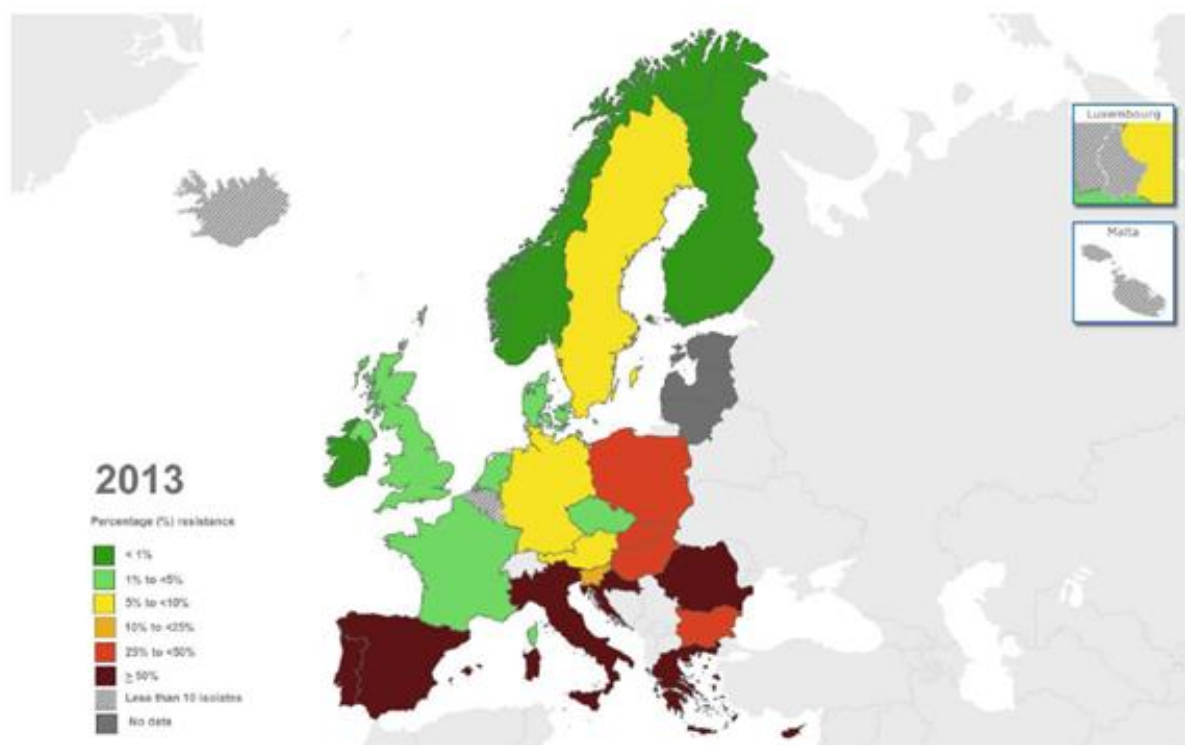 Luxembourg
Malta
2013
Percentage (%) resistance
< 1%
1% to <5%
5% to <10%
10% to <25%
25% to <50%
≥ 50%
Less than 10 isolates
No data